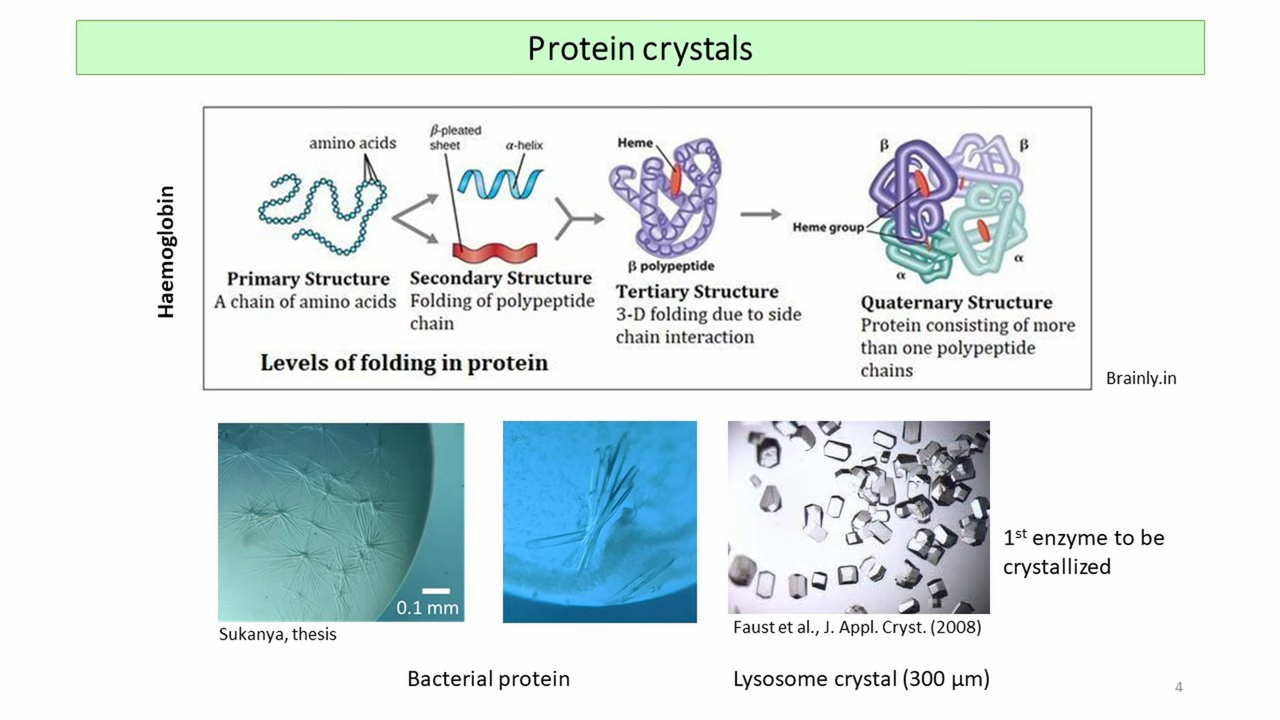 Protein crystals
Haemoglobin
amino acids
β-pleated
sheet
α-helix
Heme
β polypeptide
β
β
Heme group
α
α
Primary Structure
A chain of amino acids
Secondary Structure
Folding of polypeptide
chain
Tertiary Structure
3-D folding due to side
chain interaction
Quaternary Structure
Protein consisting of more
than one polypeptide
chains
Levels of folding in protein
Brainly.in
0.1 mm
Sukanya, thesis
Faust et al., J. Appl. Cryst. (2008)
1st enzyme to be
crystallized
Bacterial protein
Lysosome crystal (300 μm)
4